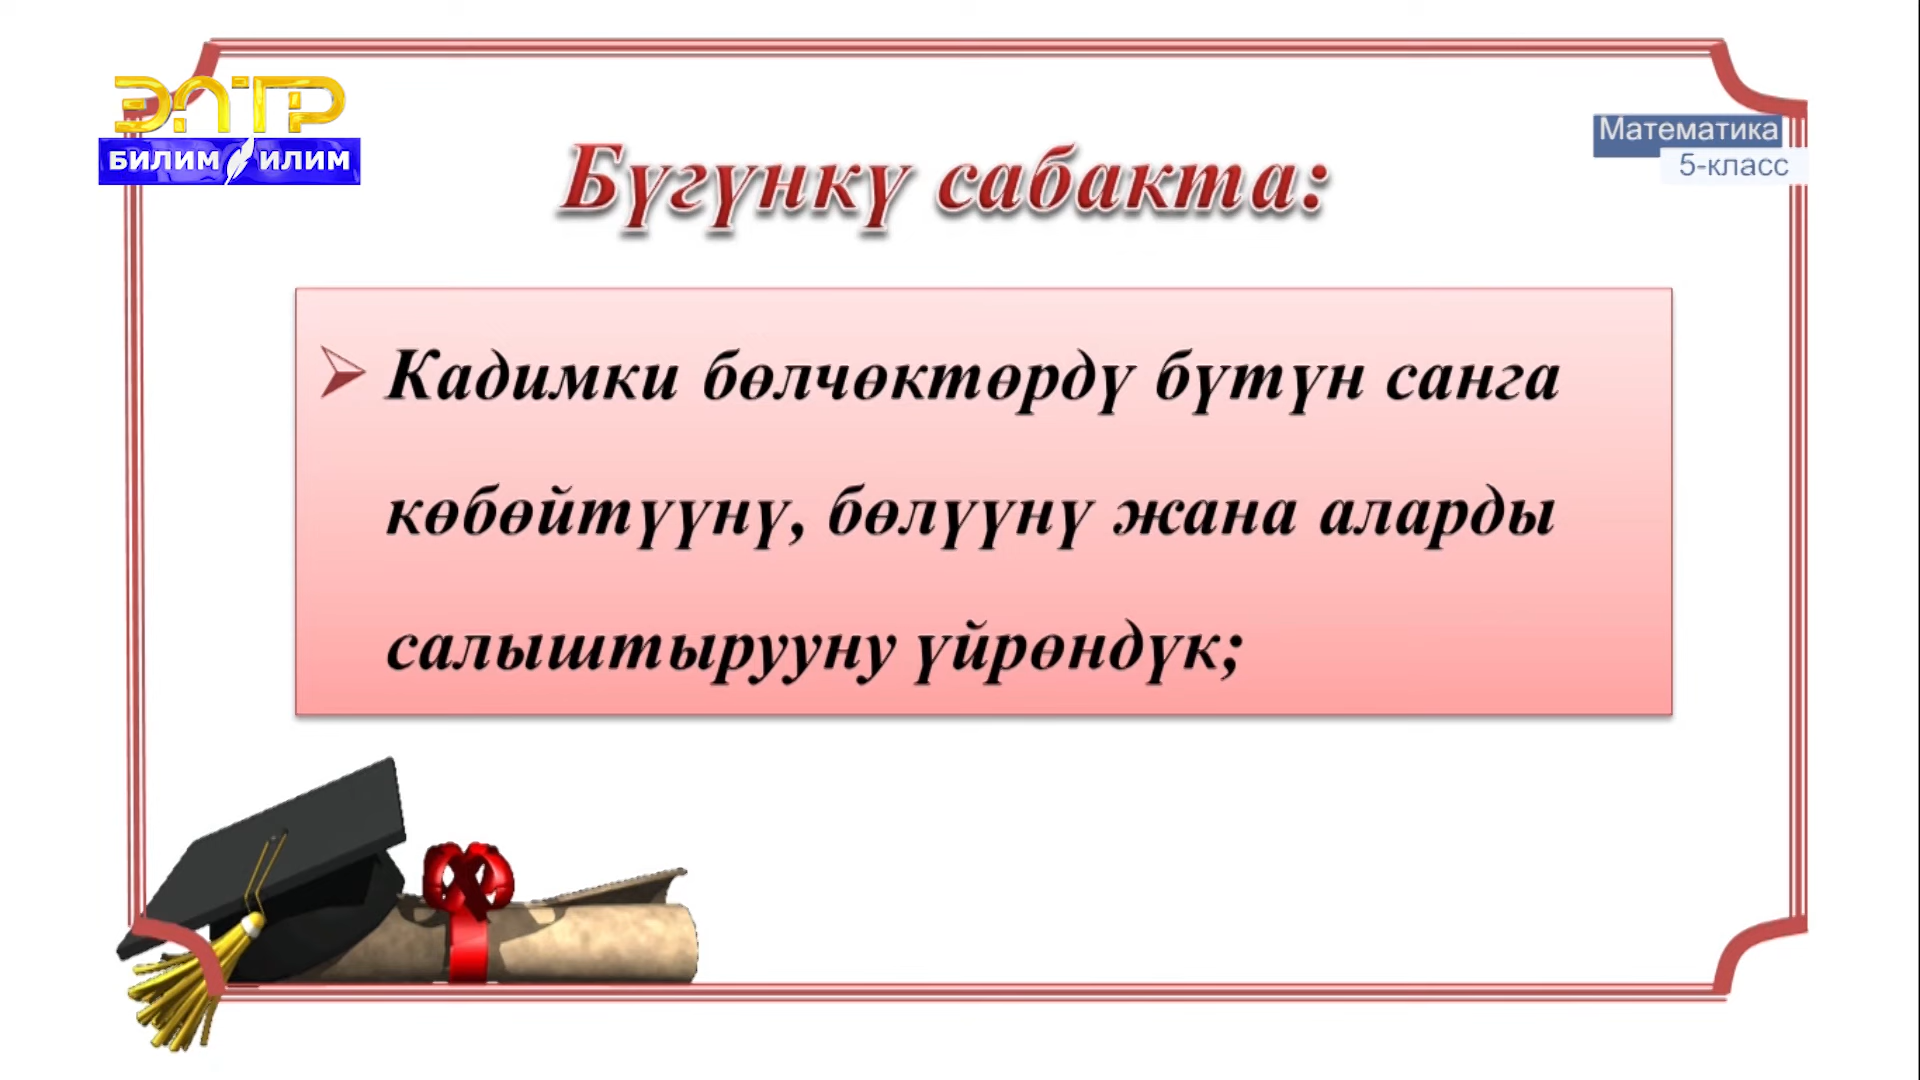 ЭЛТР
БИЛИМ ИЛИМ
Математика
5-класс
Бүгүнкү сабакта:
Кадимки бөлчөктөрдү бүтүн санга
көбөйтүүнү, бөлүүнү жана аларды
салыштырууну үйрөндүк;